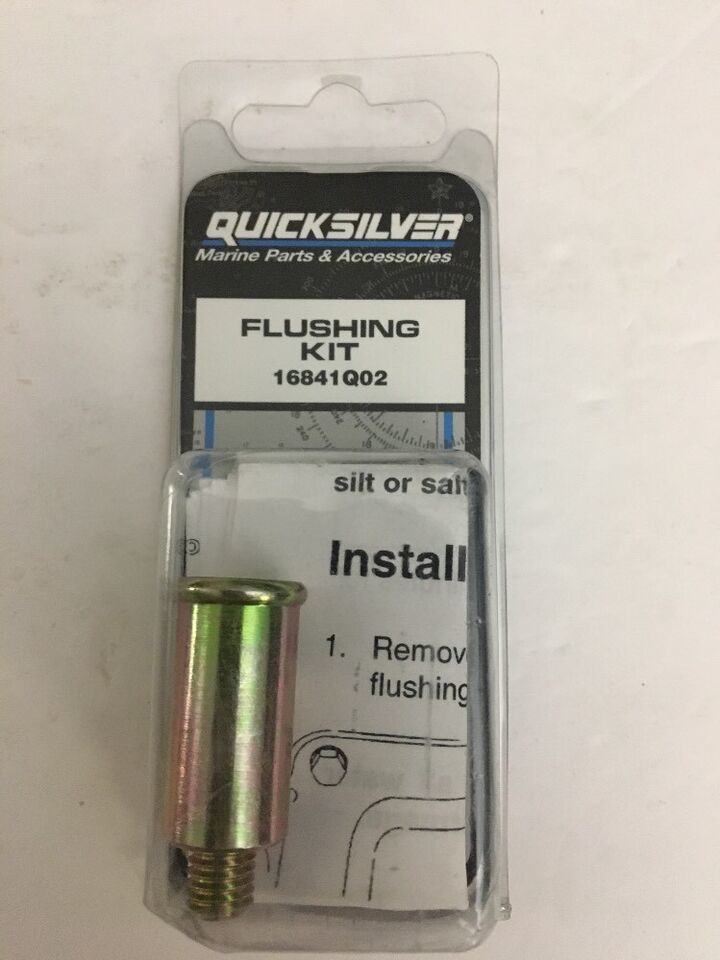 QUICKSILVER®
Marine Parts & Accessories
FLUSHING
KIT
16841Q02
silt or salt
Install
1. Remov
flushing